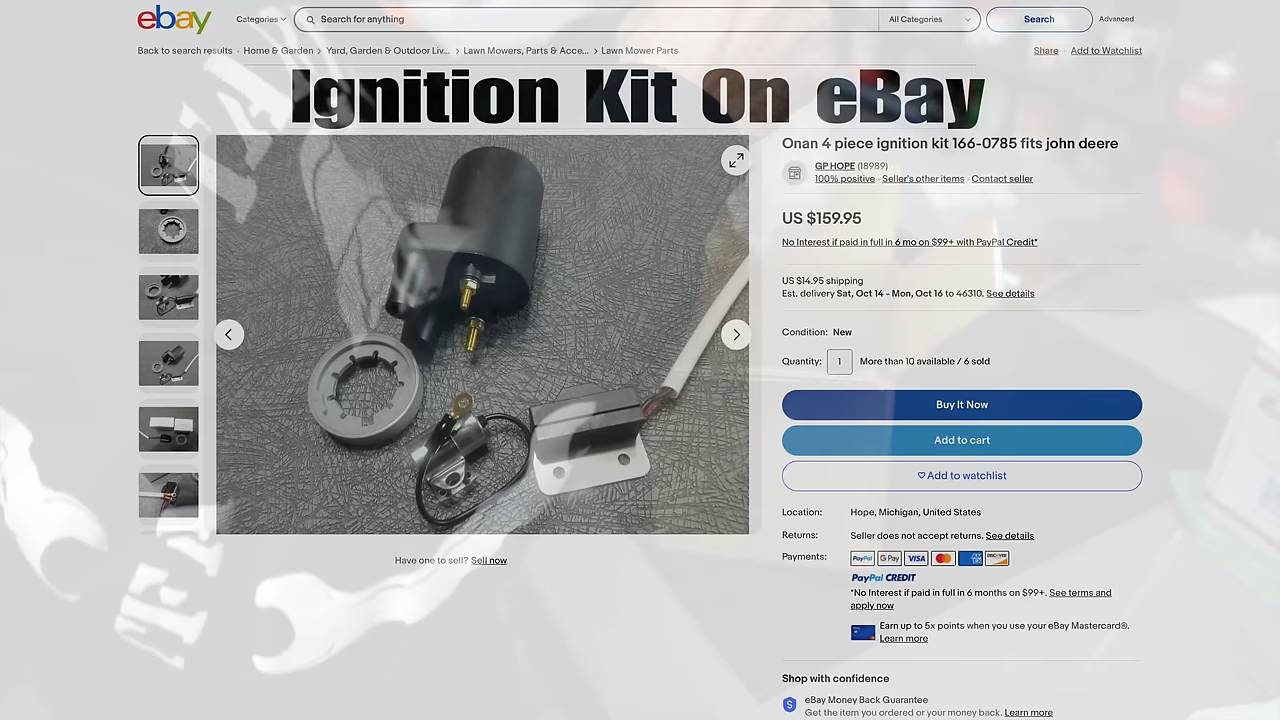 ebay
Categories
Search for anything
All Categories
Search
Advanced
Back to search results
Home & Garden
Yard, Garden & Outdoor Liv...
Lawn Mowers, Parts & Acce...
Lawn Mower Parts
Share
Add to Watchlist
Ignition Kit On eBay
Onan 4 piece ignition kit 166-0785 fits john deere
GP HOPE (18989)
100% positive · Seller's other items · Contact seller
US $159.95
No Interest if paid in full in 6 mo on $99+ with PayPal Credit*
US $14.95 shipping
Est. delivery Sat, Oct 14 - Mon, Oct 16 to 46310. See details
Condition: New
Quantity: 1 More than 10 available / 6 sold
Buy It Now
Add to cart
Add to watchlist
Location: Hope, Michigan, United States
Returns: Seller does not accept returns. See details
Payments: PayPal G Pay VISA DISCOVER
PayPal CREDIT
*No Interest if paid in full in 6 months on $99+. See terms and
apply now
Earn up to 5x points when you use your eBay Mastercard®.
Learn more
Have one to sell? Sell now
Shop with confidence
eBay Money Back Guarantee
Get the item you ordered or your money back. Learn more